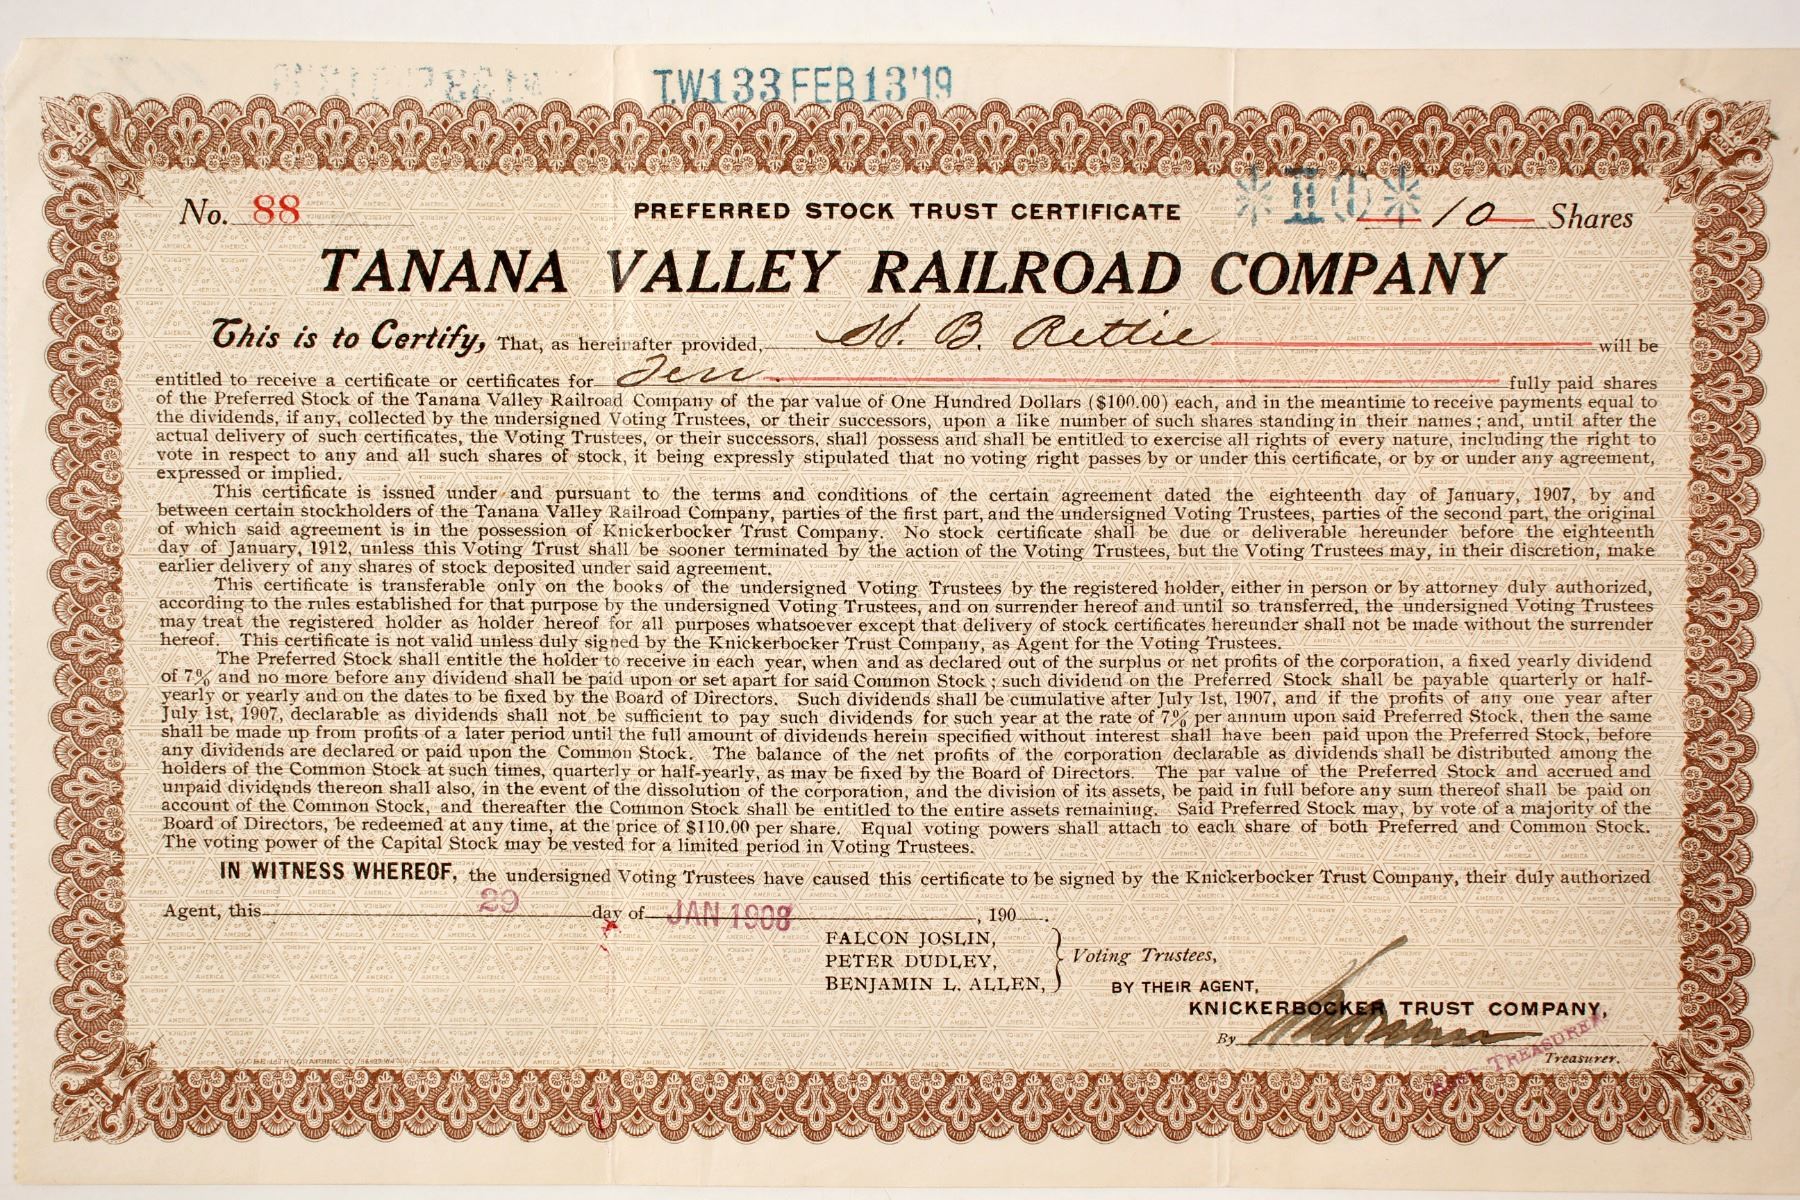 T.W.133 FEB 13'19
No. 88
PREFERRED STOCK TRUST CERTIFICATE
*10* 10 Shares
TANANA VALLEY RAILROAD COMPANY
This is to Certify, That, as hereinafter provided, B. Rettie will be
entitled to receive a certificate or certificates for Ten fully paid shares
of the Preferred Stock of the Tanana Valley Railroad Company of the par value of One Hundred Dollars ($100.00) each, and in the meantime to receive payments equal to
the dividends, if any, collected by the undersigned Voting Trustees, or their successors, upon a like number of such shares standing in their names; and, until after the
actual delivery of such certificates, the Voting Trustees, or their successors, shall possess and shall be entitled to exercise all rights of every nature, including the right to
vote in respect to any and all such shares of stock, it being expressly stipulated that no voting right passes by or under this certificate, or by or under any agreement,
expressed or implied.
This certificate is issued under and pursuant to the terms and conditions of the certain agreement dated the eighteenth day of January, 1907, by and
between certain stockholders of the Tanana Valley Railroad Company, parties of the first part, and the undersigned Voting Trustees, parties of the second part, the original
of which said agreement is in the possession of Knickerbocker Trust Company. No stock certificate shall be due or deliverable hereunder before the eighteenth
day of January, 1912, unless this Voting Trust shall be sooner terminated by the action of the Voting Trustees, but the Voting Trustees may, in their discretion, make
earlier delivery of any shares of stock deposited under said agreement.
This certificate is transferable only on the books of the undersigned Voting Trustees by the registered holder, either in person or by attorney duly authorized,
according to the rules established for that purpose by the undersigned Voting Trustees, and on surrender hereof and until so transferred, the undersigned Voting Trustees
may treat the registered holder as holder hereof for all purposes whatsoever except that delivery of stock certificates hereunder shall not be made without the surrender
hereof. This certificate is not valid unless duly signed by the Knickerbocker Trust Company, as Agent for the Voting Trustees.
The Preferred Stock shall entitle the holder to receive in each year, when and as declared out of the surplus or net profits of the corporation, a fixed yearly dividend
of 7% and no more before any dividend shall be paid upon or set apart for said Common Stock; such dividend on the Preferred Stock shall be payable quarterly or half-
yearly or yearly and on the dates to be fixed by the Board of Directors. Such dividends shall be cumulative after July 1st, 1907, and if the profits of any one year after
July 1st, 1907, declarable as dividends shall not be sufficient to pay such dividends for such year at the rate of 7% per annum upon said Preferred Stock, then the same
shall be made up from profits of a later period until the full amount of dividends herein specified without interest shall have been paid upon the Preferred Stock, before
any dividends are declared or paid upon the Common Stock. The balance of the net profits of the corporation declarable as dividends shall be distributed among the
holders of the Common Stock at such times, quarterly or half-yearly, as may be fixed by the Board of Directors. The par value of the Preferred Stock and accrued and
unpaid dividends thereon shall also, in the event of the dissolution of the corporation, and the division of its assets, be paid in full before any sum thereof shall be paid on
account of the Common Stock, and thereafter the Common Stock shall be entitled to the entire assets remaining. Said Preferred Stock may, by vote of a majority of the
Board of Directors, be redeemed at any time, at the price of $110.00 per share. Equal voting powers shall attach to each share of both Preferred and Common Stock.
The voting power of the Capital Stock may be vested for a limited period in Voting Trustees.
IN WITNESS WHEREOF, the undersigned Voting Trustees have caused this certificate to be signed by the Knickerbocker Trust Company, their duly authorized
Agent, this 29 day of JAN 1908, 190 .
FALCON JOSLIN,
PETER DUDLEY,
BENJAMIN L. ALLEN,
Voting Trustees,
BY THEIR AGENT,
KNICKERBOCKER TRUST COMPANY,
By
TREASURER
Treasurer.